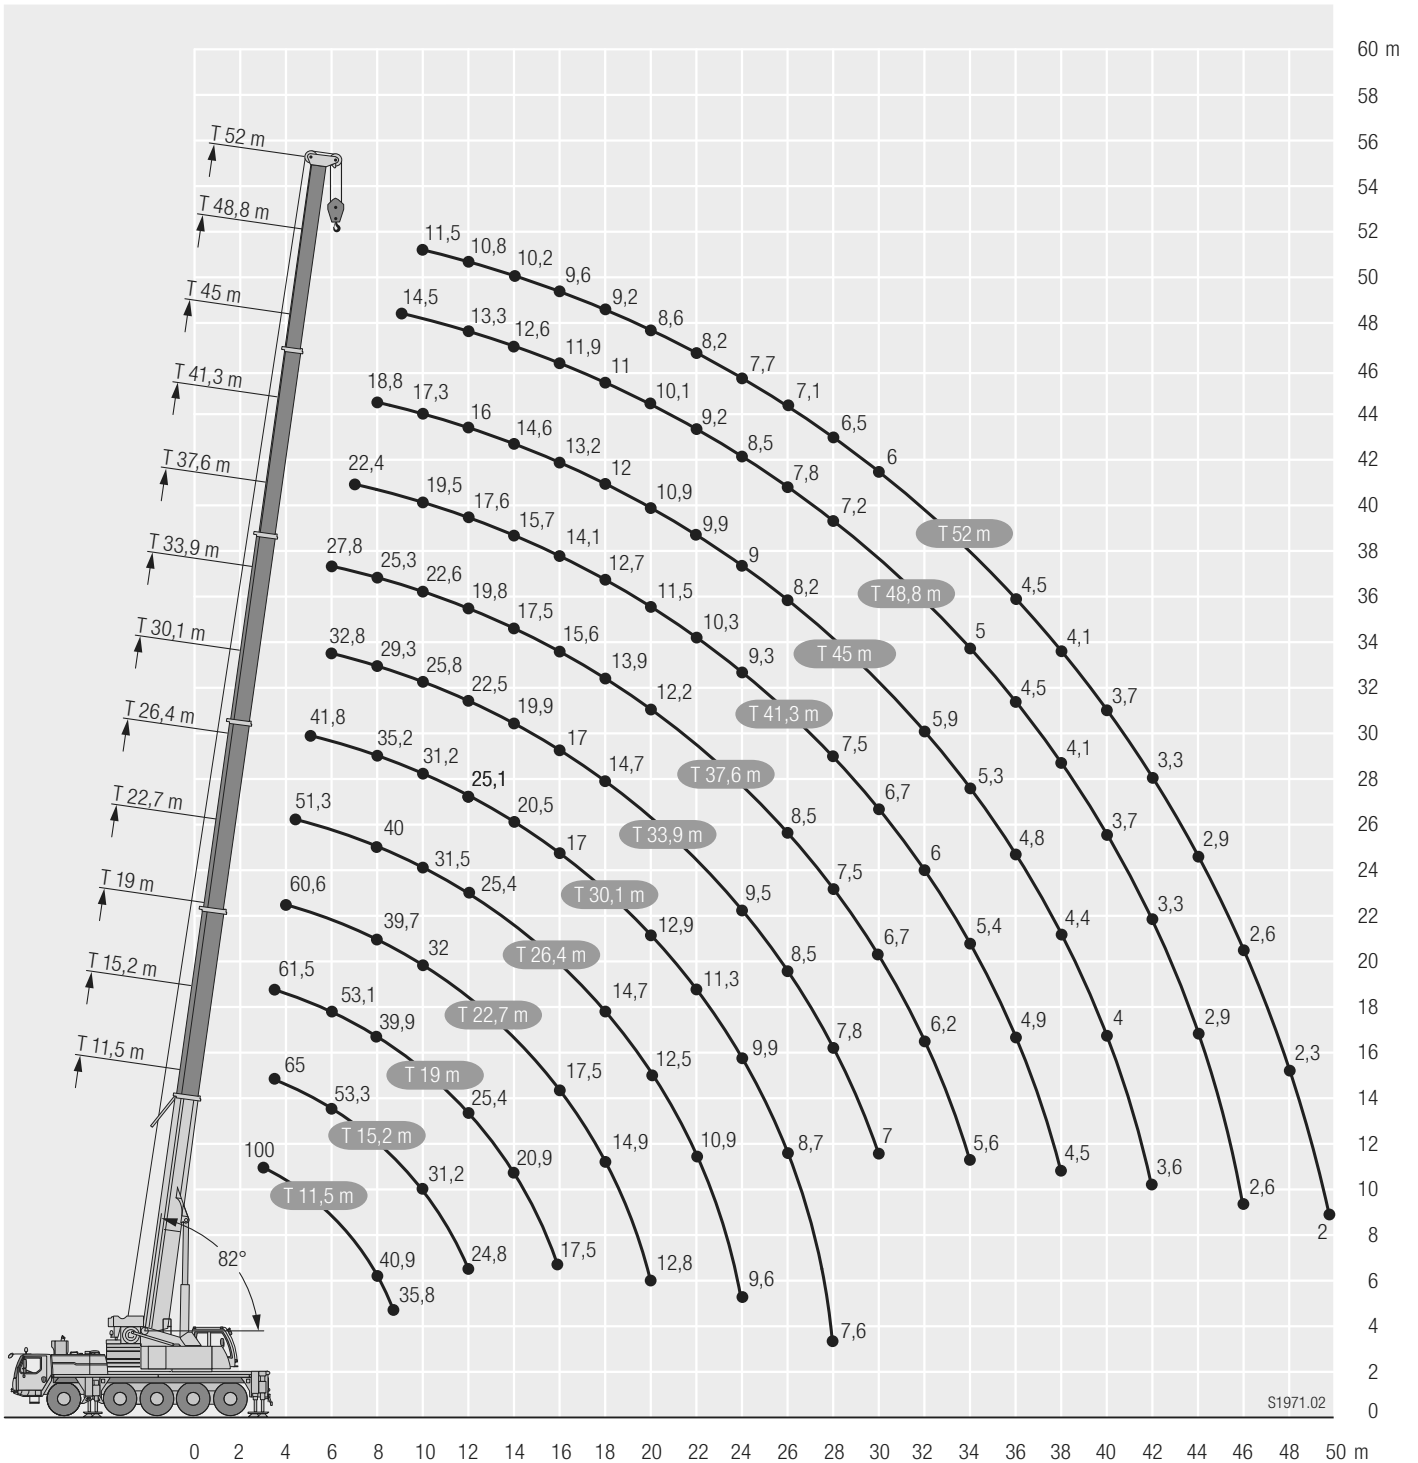 60 m
58
T 52 m
56
54
T 48,8 m
11,5 10,8 10,2 9,6 9,2 8,6 8,2 7,7 7,1 6,5 6 4,5 4,1 3,7 3,3 2,9 2,6 2,3 2
52
50
T 45 m
14,5 13,3 12,6 11,9 11 10,1 9,2 8,5 7,8 7,2 5 4,5 4,1 3,7 3,3 2,9 2,6
48
46
T 41,3 m
18,8 17,3 16 14,6 13,2 12 10,9 9,9 9 8,2 5,9 5,3 4,8 4,4 4 3,6
44
42
T 37,6 m
22,4 19,5 17,6 15,7 14,1 12,7 11,5 10,3 9,3 7,5 6,7 6 5,4 4,9 4,5
40
T 52 m
38
T 33,9 m
27,8 25,3 22,6 19,8 17,5 15,6 13,9 12,2 8,5 7,5 6,7 6,2 5,6
T 48,8 m
36
T 30,1 m
32,8 29,3 25,8 22,5 19,9 17 14,7 9,5 8,5 7,8 7
T 45 m
34
32
T 26,4 m
41,8 35,2 31,2 25,1 20,5 17 12,9 11,3 9,9 8,7 7,6
T 41,3 m
30
28
T 37,6 m
T 22,7 m
51,3 40 31,5 25,4 14,7 12,5 10,9 9,6
26
T 33,9 m
24
T 19 m
60,6 39,7 32 17,5 14,9 12,8
T 30,1 m
22
20
T 26,4 m
T 15,2 m
61,5 53,1 39,9 25,4 20,9 17,5
18
T 22,7 m
T 11,5 m
65 53,3 31,2 24,8
16
T 19 m
14
T 15,2 m
12
100 40,9 35,8
T 11,5 m
10
8
82°
6
4
2
S1971.02
0
0 2 4 6 8 10 12 14 16 18 20 22 24 26 28 30 32 34 36 38 40 42 44 46 48 50 m